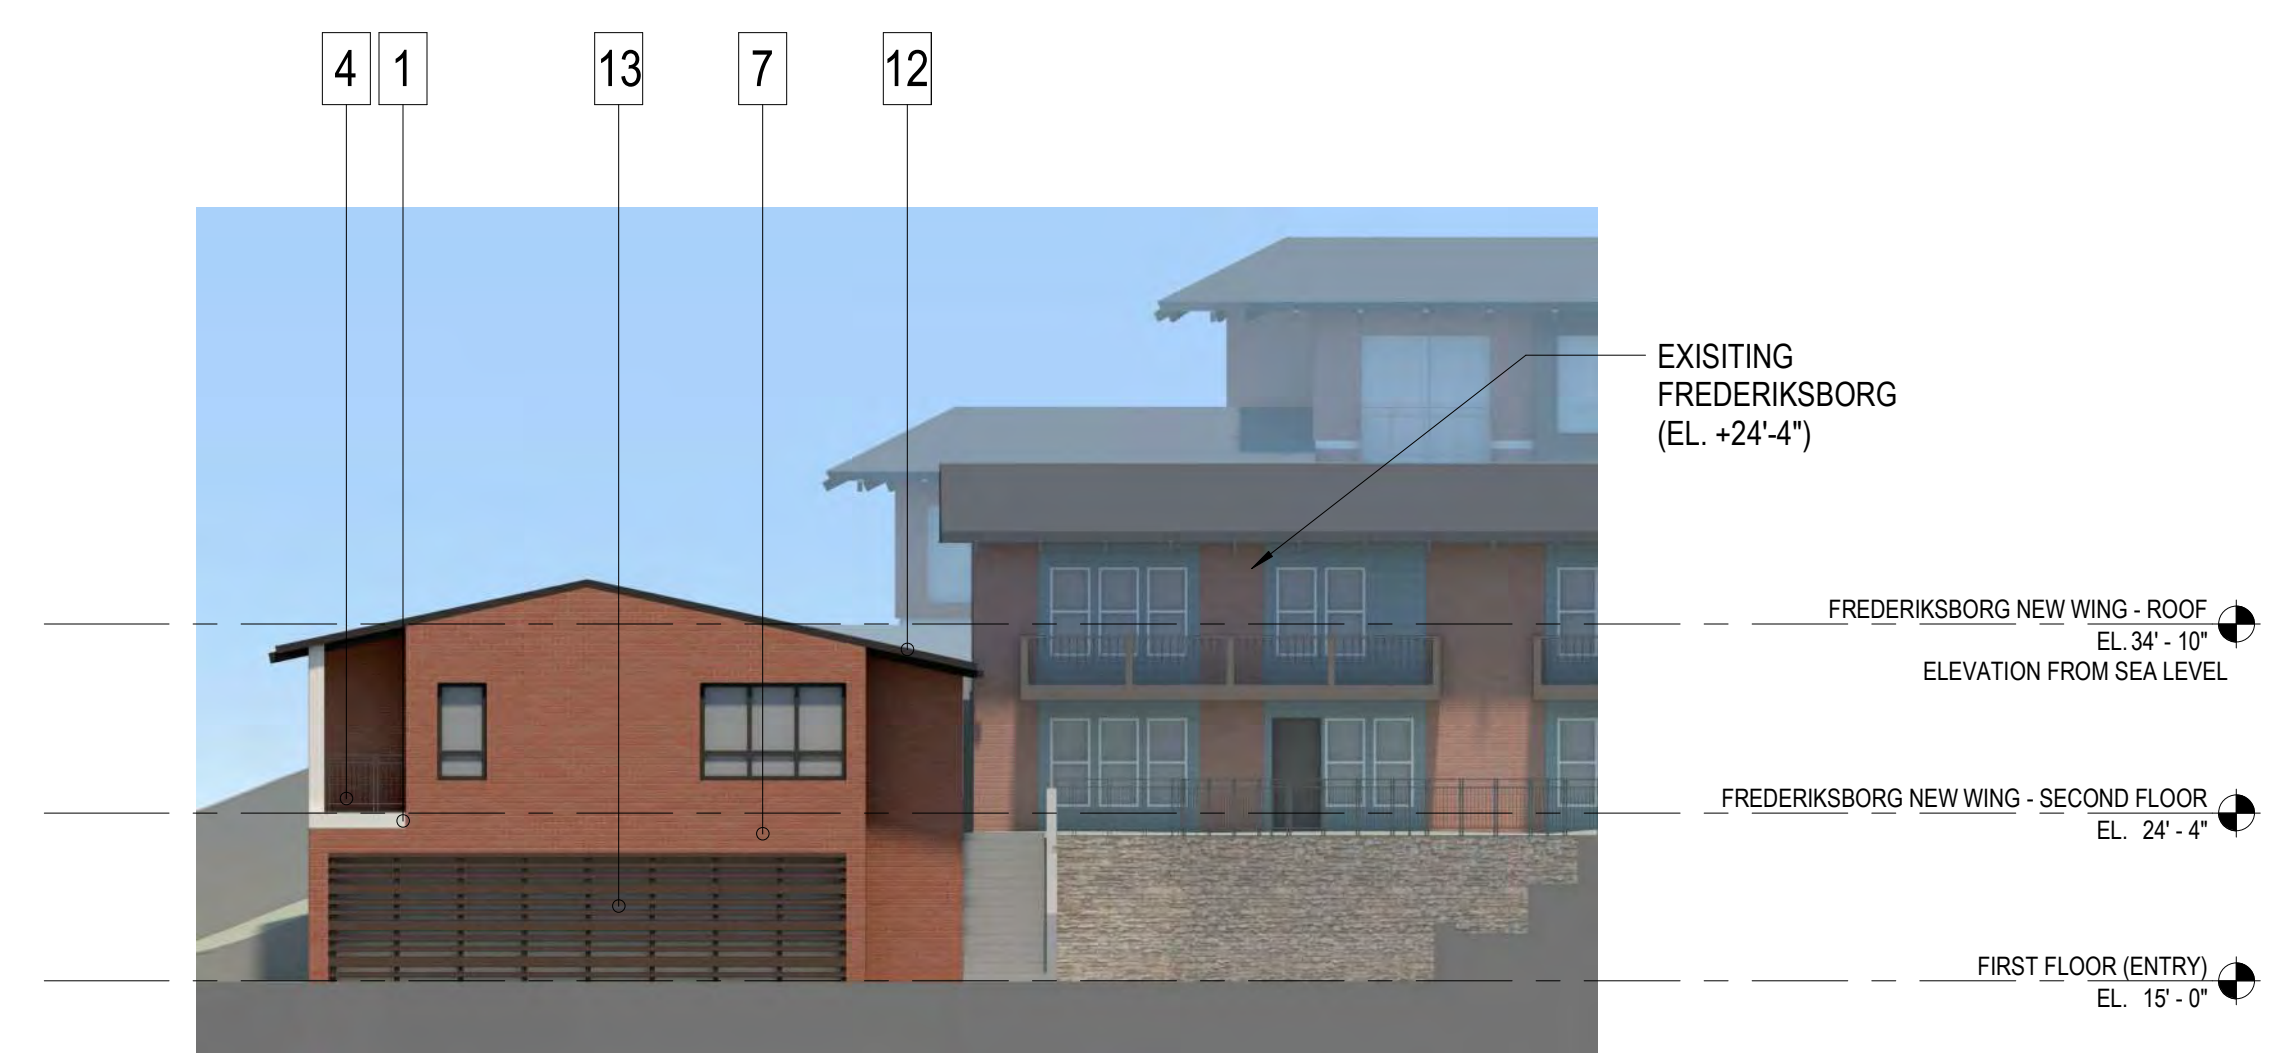 4 1 13 7 12
EXISITING
FREDERIKSBORG
(EL. +24'-4")
FREDERIKSBORG NEW WING - ROOF
EL. 34' - 10"
ELEVATION FROM SEA LEVEL
FREDERIKSBORG NEW WING - SECOND FLOOR
EL. 24' - 4"
FIRST FLOOR (ENTRY)
EL. 15' - 0"